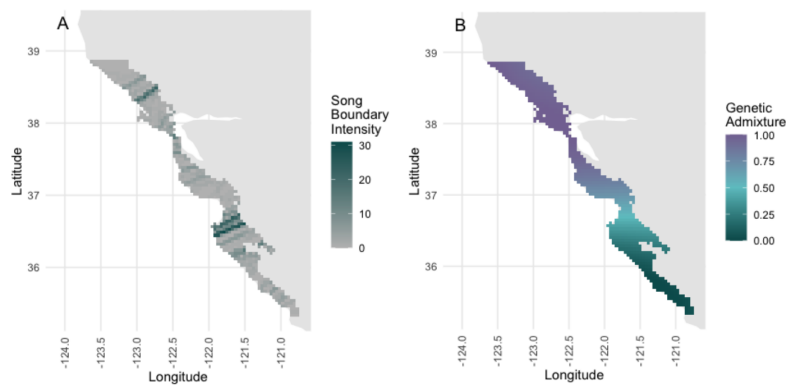 A
39
38
37
36
Latitude
-124.0
-123.5
-123.0
-122.5
-122.0
-121.5
-121.0
Longitude
Song
Boundary
Intensity
30
20
10
0
B
39
38
37
36
Latitude
-124.0
-123.5
-123.0
-122.5
-122.0
-121.5
-121.0
Longitude
Genetic
Admixture
1.00
0.75
0.50
0.25
0.00